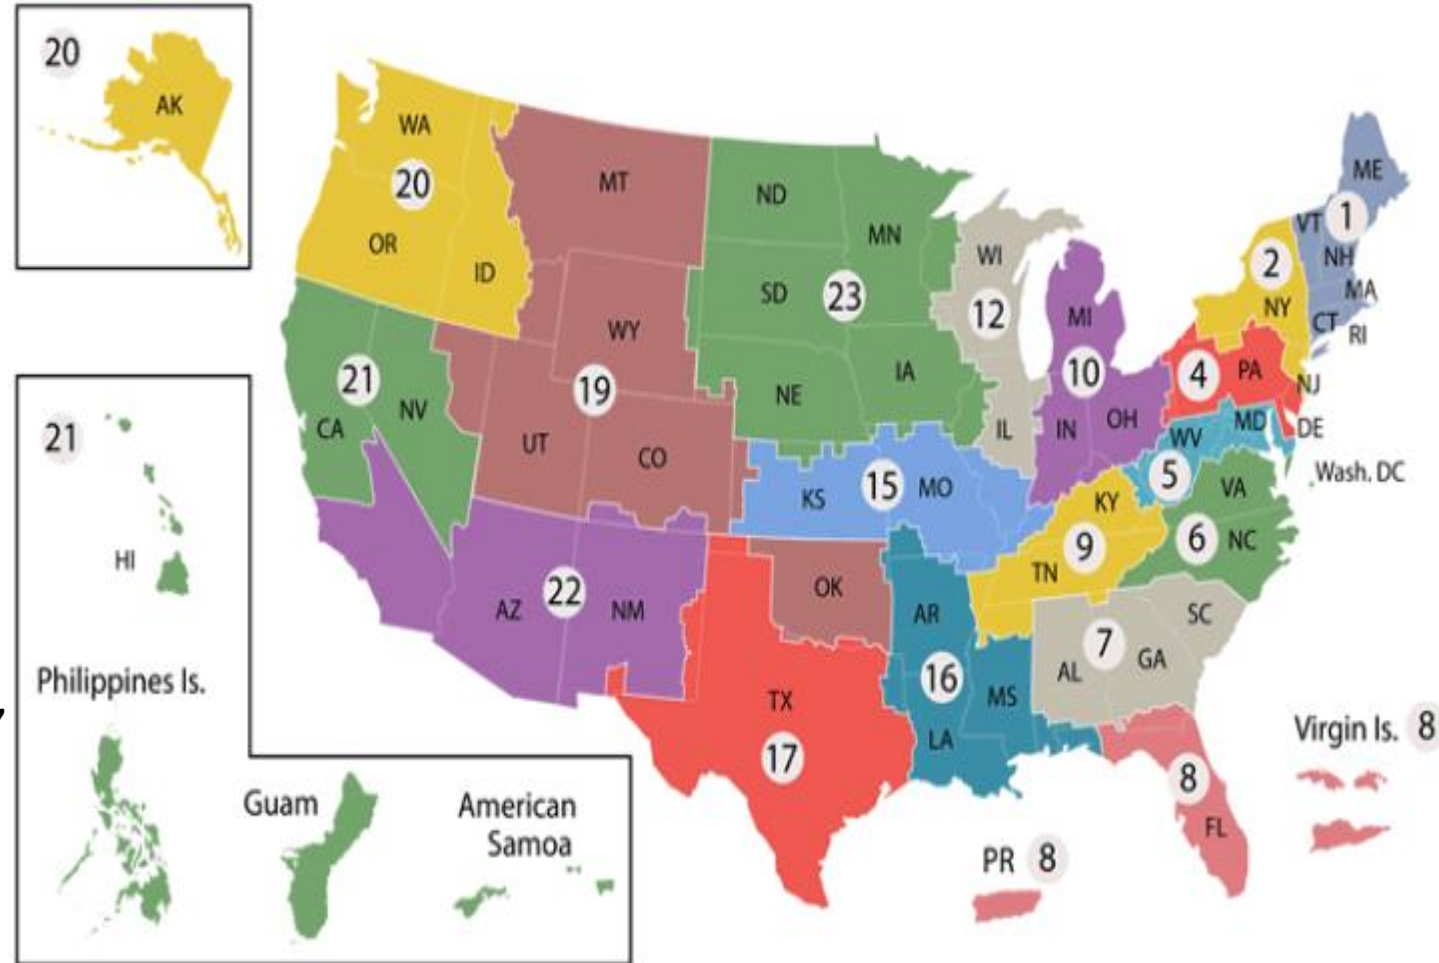 20
AK
WA
20
OR
ID
MT
ND
MN
SD
23
WI
12
MI
10
ME
VT
1
NH
2
NY
MA
CT
RI
WY
19
UT
CO
21
CA
NV
NE
IA
IL
IN
OH
4
PA
NJ
DE
WV
MD
5
Wash. DC
VA
KS
15
MO
KY
9
TN
6
NC
21
HI
AZ
22
NM
OK
AR
SC
7
AL
GA
TX
17
16
MS
LA
8
FL
Virgin Is. 8
PR 8
Philippines Is.
Guam
American
Samoa